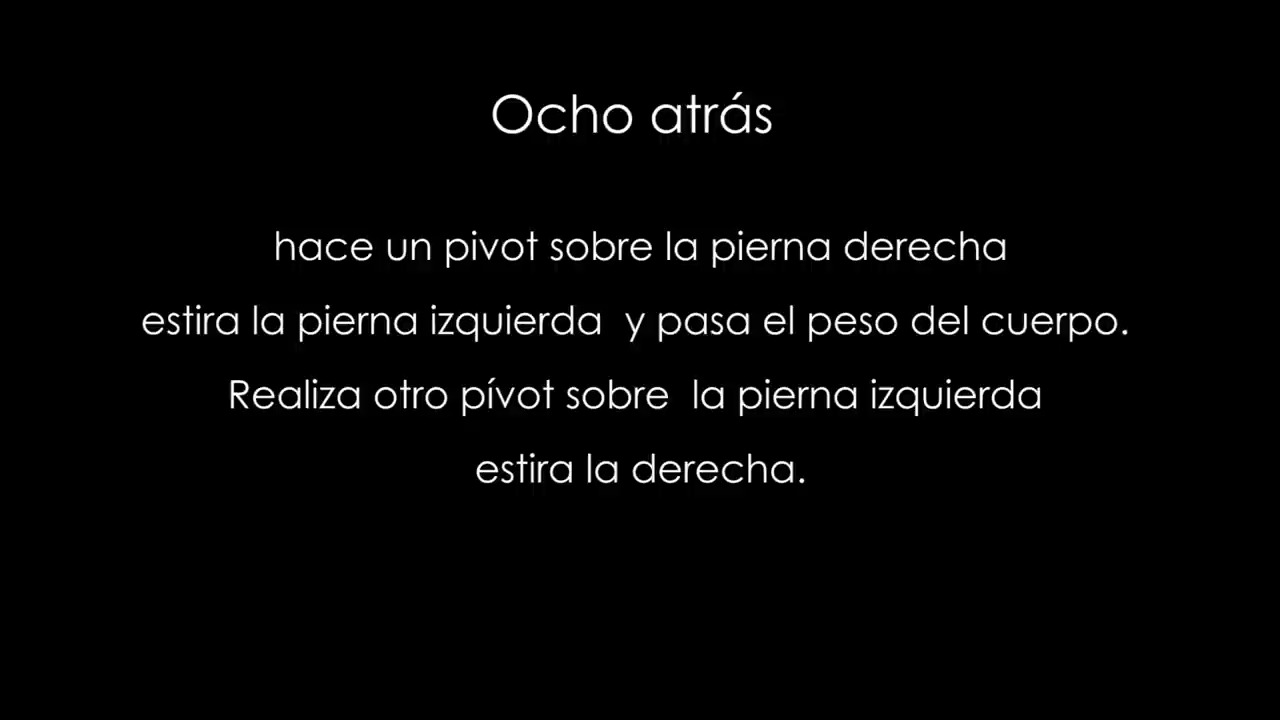 Ocho atrás
hace un pivot sobre la pierna derecha
estira la pierna izquierda  y pasa el peso del cuerpo.
Realiza otro pívot sobre  la pierna izquierda
estira la derecha.